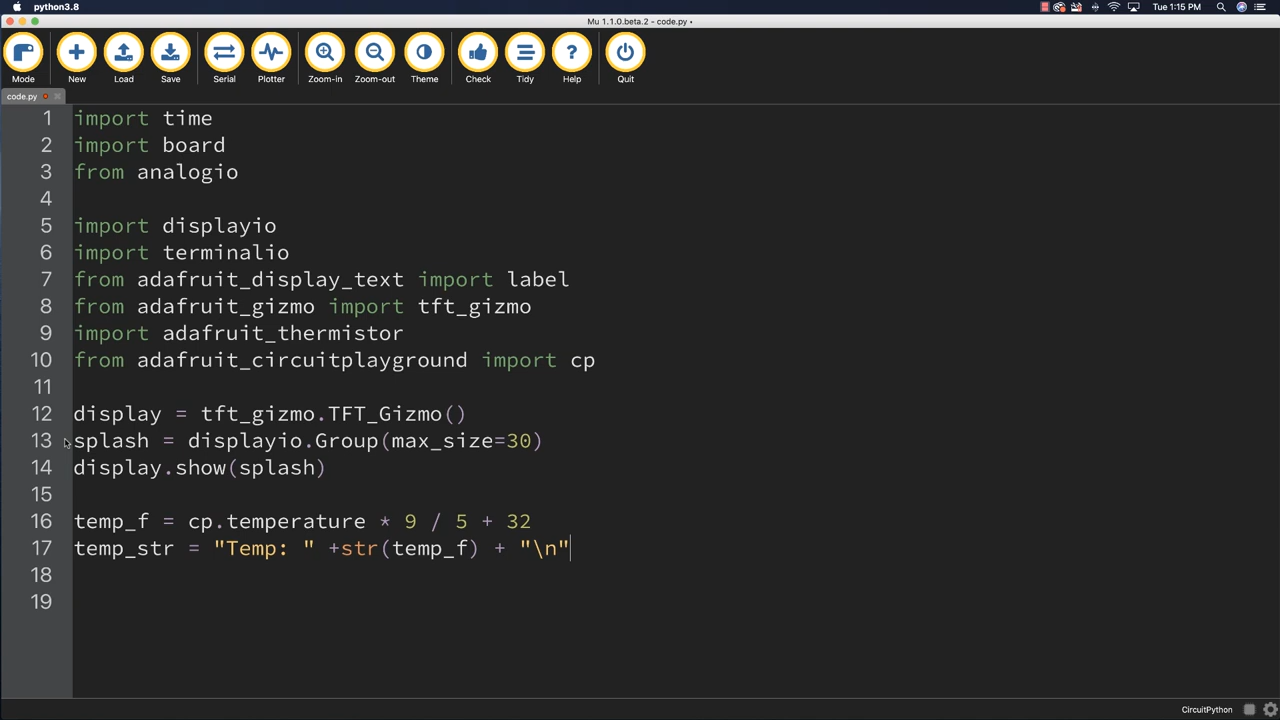 python3.8
Tue 1:15 PM
Mu 1.1.0.beta.2 - code.py •
Mode New Load Save Serial Plotter Zoom-in Zoom-out Theme Check Tidy Help Quit
code.py
1 import time
2 import board
3 from analogio
4
5 import displayio
6 import terminalio
7 from adafruit_display_text import label
8 from adafruit_gizmo import tft_gizmo
9 import adafruit_thermistor
10 from adafruit_circuitplayground import cp
11
12 display = tft_gizmo.TFT_Gizmo()
13 splash = displayio.Group(max_size=30)
14 display.show(splash)
15
16 temp_f = cp.temperature * 9 / 5 + 32
17 temp_str = "Temp: " +str(temp_f) + "\n"
18
19
CircuitPython